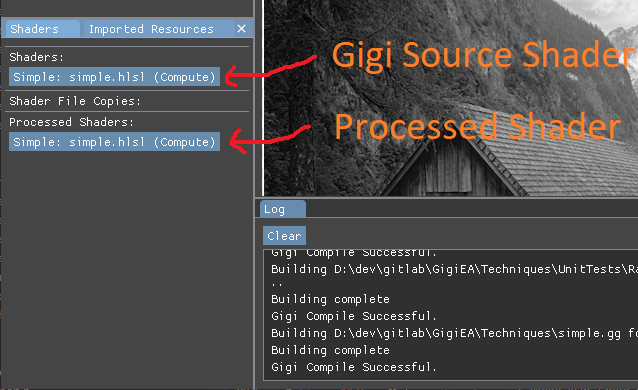 Shaders
Imported Resources
Shaders:
Simple: simple.hlsl (Compute)
Shader File Copies:
Processed Shaders:
Simple: simple.hlsl (Compute)
Gigi Source Shader
Processed Shader
Log
Clear
Gigi Compile Successful.
Building D:\dev\gitlab\GigiEA\Techniques\UnitTests\Ra
..
Building complete
Gigi Compile Successful.
Building D:\dev\gitlab\GigiEA\Techniques\simple.gg fo
Building complete
Gigi Compile Successful.